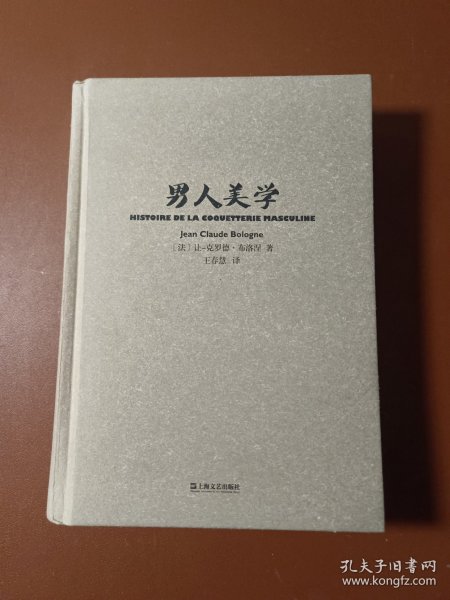 男人美学
HISTOIRE DE LA COQUETTERIE MASCULINE
Jean Claude Bologne
［法］让-克罗德·布洛涅 著
王春慧 译
上海文艺出版社
孔夫子旧书网
www.kongfz.com